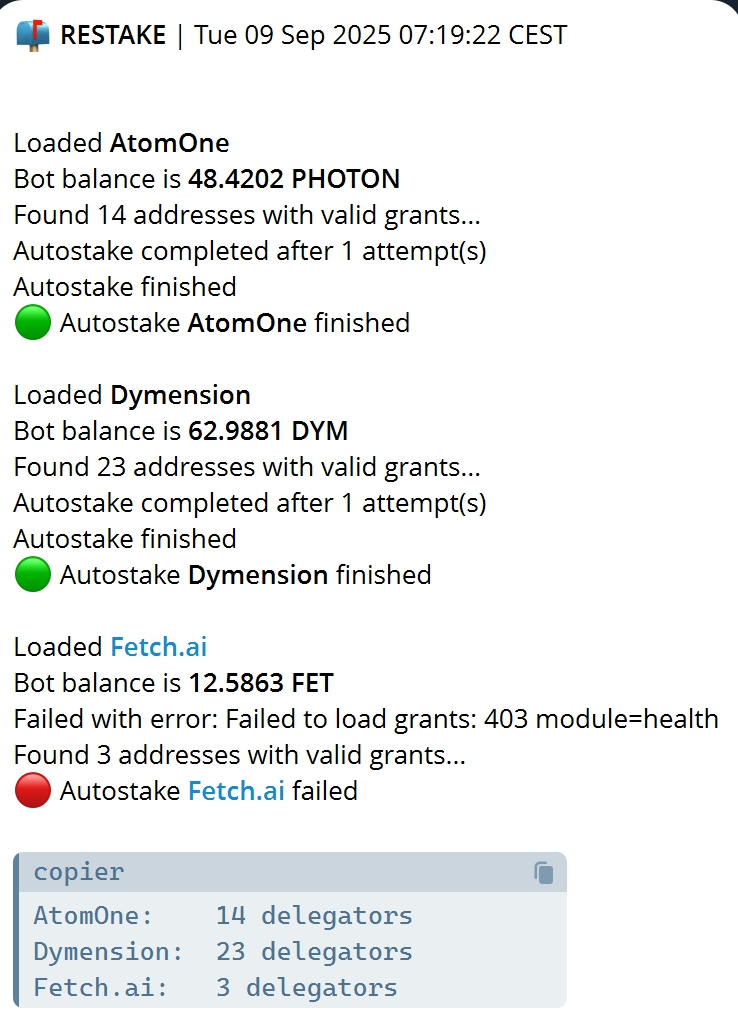 RESTAKE | Tue 09 Sep 2025 07:19:22 CEST
Loaded AtomOne
Bot balance is 48.4202 PHOTON
Found 14 addresses with valid grants...
Autostake completed after 1 attempt(s)
Autostake finished
Autostake AtomOne finished
Loaded Dymension
Bot balance is 62.9881 DYM
Found 23 addresses with valid grants...
Autostake completed after 1 attempt(s)
Autostake finished
Autostake Dymension finished
Loaded Fetch.ai
Bot balance is 12.5863 FET
Failed with error: Failed to load grants: 403 module=health
Found 3 addresses with valid grants...
Autostake Fetch.ai failed
copier
AtomOne: 14 delegators
Dymension: 23 delegators
Fetch.ai: 3 delegators